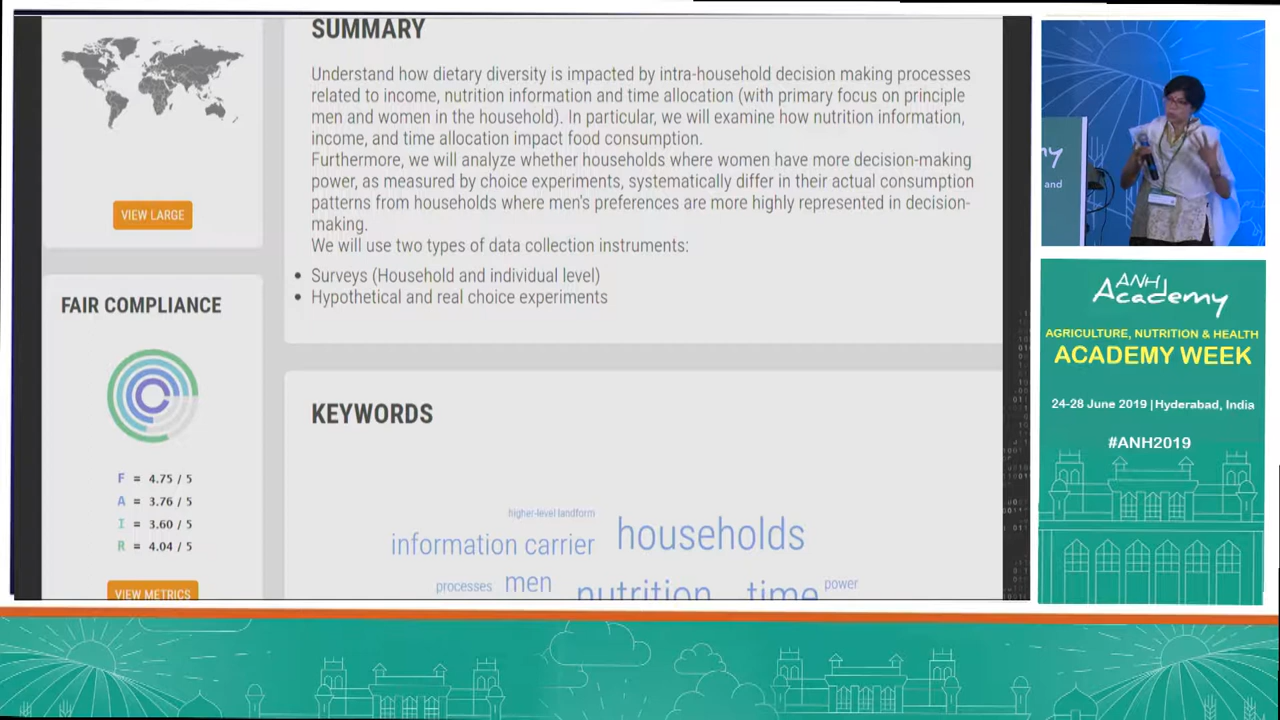 SUMMARY
Understand how dietary diversity is impacted by intra-household decision making processes
related to income, nutrition information and time allocation (with primary focus on principle
men and women in the household). In particular, we will examine how nutrition information,
income, and time allocation impact food consumption.
Furthermore, we will analyze whether households where women have more decision-making
power, as measured by choice experiments, systematically differ in their actual consumption
patterns from households where men's preferences are more highly represented in decision-
making.
We will use two types of data collection instruments:
• Surveys (Household and individual level)
• Hypothetical and real choice experiments
VIEW LARGE
FAIR COMPLIANCE
F = 4.75 / 5
A = 3.76 / 5
I = 3.60 / 5
R = 4.04 / 5
VIEW METRICS
KEYWORDS
higher-level landform
information carrier
households
processes
men
nutrition
time
power
my
and
ANH
Academy
AGRICULTURE, NUTRITION & HEALTH
ACADEMY WEEK
24-28 June 2019 | Hyderabad, India
#ANH2019